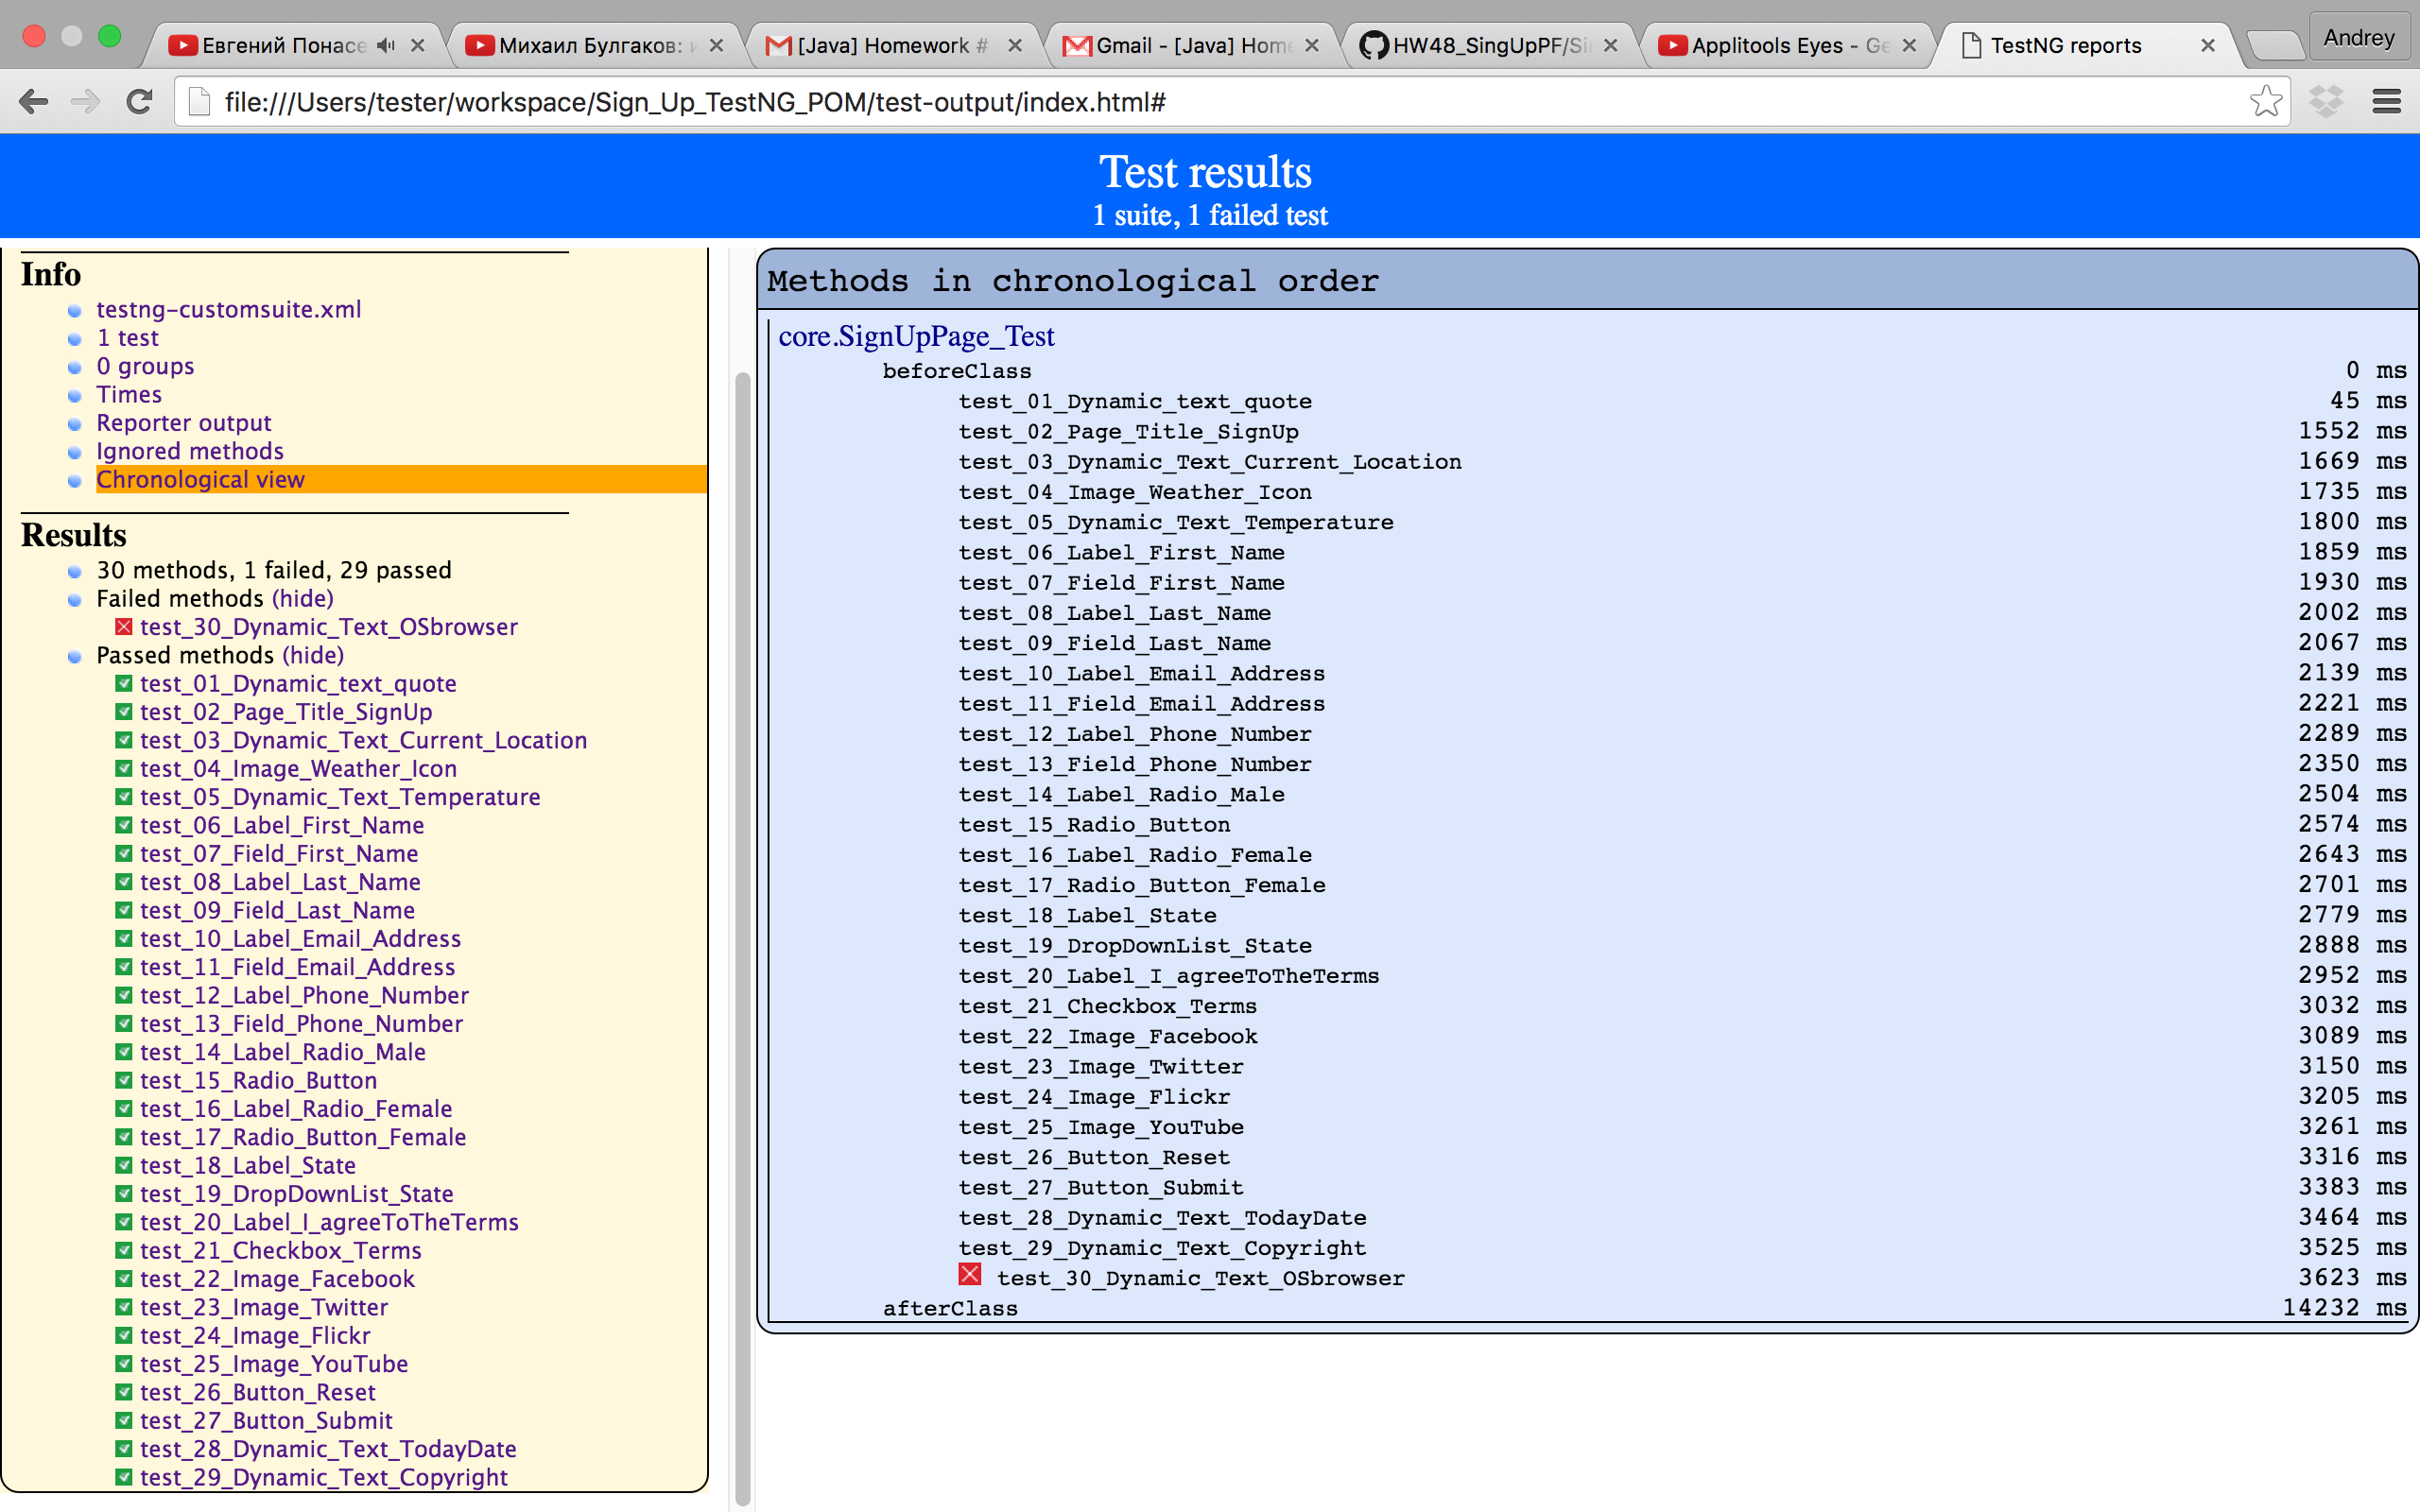 Евгений Понасе
Михаил Булгаков:
[Java] Homework #
Gmail - [Java] Home
HW48_SingUpPF/Si
Applitools Eyes - Ge
TestNG reports
Andrey
file:///Users/tester/workspace/Sign_Up_TestNG_POM/test-output/index.html#
Test results
1 suite, 1 failed test
Info
testng-customsuite.xml
1 test
0 groups
Times
Reporter output
Ignored methods
Chronological view
Results
30 methods, 1 failed, 29 passed
Failed methods (hide)
test_30_Dynamic_Text_OSbrowser
Passed methods (hide)
test_01_Dynamic_text_quote
test_02_Page_Title_SignUp
test_03_Dynamic_Text_Current_Location
test_04_Image_Weather_Icon
test_05_Dynamic_Text_Temperature
test_06_Label_First_Name
test_07_Field_First_Name
test_08_Label_Last_Name
test_09_Field_Last_Name
test_10_Label_Email_Address
test_11_Field_Email_Address
test_12_Label_Phone_Number
test_13_Field_Phone_Number
test_14_Label_Radio_Male
test_15_Radio_Button
test_16_Label_Radio_Female
test_17_Radio_Button_Female
test_18_Label_State
test_19_DropDownList_State
test_20_Label_I_agreeToTheTerms
test_21_Checkbox_Terms
test_22_Image_Facebook
test_23_Image_Twitter
test_24_Image_Flickr
test_25_Image_YouTube
test_26_Button_Reset
test_27_Button_Submit
test_28_Dynamic_Text_TodayDate
test_29_Dynamic_Text_Copyright
Methods in chronological order
core.SignUpPage_Test
beforeClass 0 ms
test_01_Dynamic_text_quote 45 ms
test_02_Page_Title_SignUp 1552 ms
test_03_Dynamic_Text_Current_Location 1669 ms
test_04_Image_Weather_Icon 1735 ms
test_05_Dynamic_Text_Temperature 1800 ms
test_06_Label_First_Name 1859 ms
test_07_Field_First_Name 1930 ms
test_08_Label_Last_Name 2002 ms
test_09_Field_Last_Name 2067 ms
test_10_Label_Email_Address 2139 ms
test_11_Field_Email_Address 2221 ms
test_12_Label_Phone_Number 2289 ms
test_13_Field_Phone_Number 2350 ms
test_14_Label_Radio_Male 2504 ms
test_15_Radio_Button 2574 ms
test_16_Label_Radio_Female 2643 ms
test_17_Radio_Button_Female 2701 ms
test_18_Label_State 2779 ms
test_19_DropDownList_State 2888 ms
test_20_Label_I_agreeToTheTerms 2952 ms
test_21_Checkbox_Terms 3032 ms
test_22_Image_Facebook 3089 ms
test_23_Image_Twitter 3150 ms
test_24_Image_Flickr 3205 ms
test_25_Image_YouTube 3261 ms
test_26_Button_Reset 3316 ms
test_27_Button_Submit 3383 ms
test_28_Dynamic_Text_TodayDate 3464 ms
test_29_Dynamic_Text_Copyright 3525 ms
test_30_Dynamic_Text_OSbrowser 3623 ms
afterClass 14232 ms